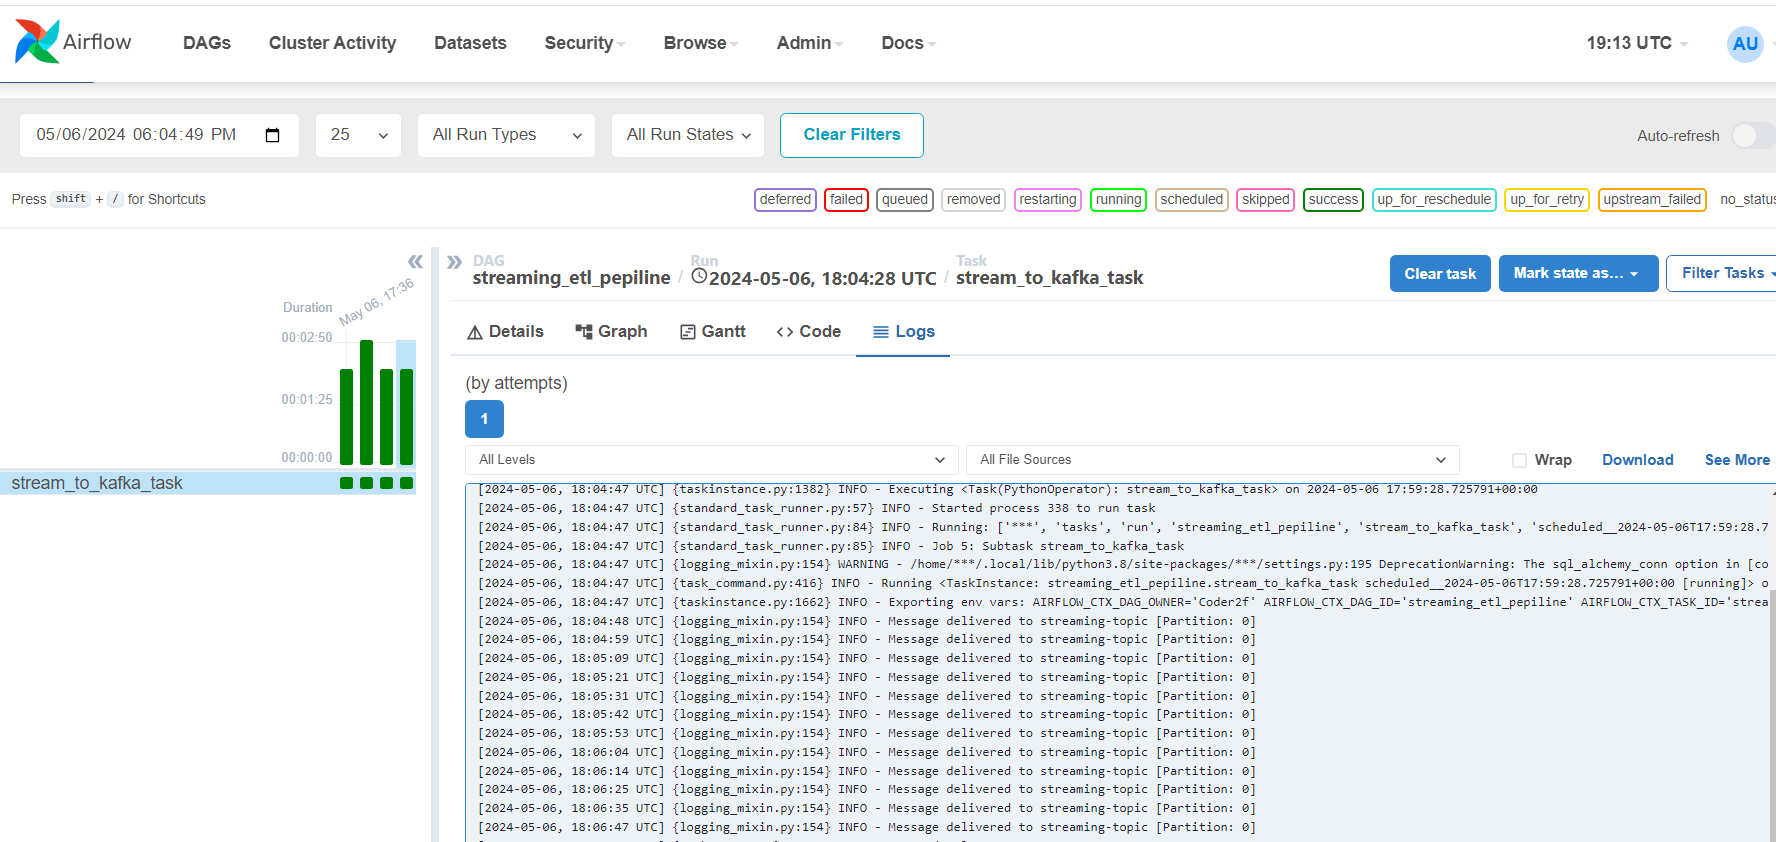 Airflow DAGs Cluster Activity Datasets Security Browse Admin Docs 19:13 UTC AU
05/06/2024 06:04:49 PM 25 All Run Types All Run States Clear Filters Auto-refresh
Press shift + / for Shortcuts deferred failed queued removed restarting running scheduled skipped success up_for_reschedule up_for_retry upstream_failed no_status
DAG Run Task
streaming_etl_pepiline / 2024-05-06, 18:04:28 UTC / stream_to_kafka_task Clear task Mark state as... Filter Tasks
May 06, 17:36
Duration
00:02:50
00:01:25
00:00:00
stream_to_kafka_task
Details Graph Gantt <> Code Logs
(by attempts)
1
All Levels All File Sources Wrap Download See More
[2024-05-06, 18:04:47 UTC] {taskinstance.py:1382} INFO - Executing <Task(PythonOperator): stream_to_kafka_task> on 2024-05-06 17:59:28.725791+00:00
[2024-05-06, 18:04:47 UTC] {standard_task_runner.py:57} INFO - Started process 338 to run task
[2024-05-06, 18:04:47 UTC] {standard_task_runner.py:84} INFO - Running: ['***', 'tasks', 'run', 'streaming_etl_pepiline', 'stream_to_kafka_task', 'scheduled__2024-05-06T17:59:28.7
[2024-05-06, 18:04:47 UTC] {standard_task_runner.py:85} INFO - Job 5: Subtask stream_to_kafka_task
[2024-05-06, 18:04:47 UTC] {logging_mixin.py:154} WARNING - /home/***/.local/lib/python3.8/site-packages/***/settings.py:195 DeprecationWarning: The sql_alchemy_conn option in [co
[2024-05-06, 18:04:47 UTC] {task_command.py:416} INFO - Running <TaskInstance: streaming_etl_pepiline.stream_to_kafka_task scheduled__2024-05-06T17:59:28.725791+00:00 [running]> o
[2024-05-06, 18:04:47 UTC] {taskinstance.py:1662} INFO - Exporting env vars: AIRFLOW_CTX_DAG_OWNER='Coder2f' AIRFLOW_CTX_DAG_ID='streaming_etl_pepiline' AIRFLOW_CTX_TASK_ID='strea
[2024-05-06, 18:04:48 UTC] {logging_mixin.py:154} INFO - Message delivered to streaming-topic [Partition: 0]
[2024-05-06, 18:04:59 UTC] {logging_mixin.py:154} INFO - Message delivered to streaming-topic [Partition: 0]
[2024-05-06, 18:05:09 UTC] {logging_mixin.py:154} INFO - Message delivered to streaming-topic [Partition: 0]
[2024-05-06, 18:05:21 UTC] {logging_mixin.py:154} INFO - Message delivered to streaming-topic [Partition: 0]
[2024-05-06, 18:05:31 UTC] {logging_mixin.py:154} INFO - Message delivered to streaming-topic [Partition: 0]
[2024-05-06, 18:05:42 UTC] {logging_mixin.py:154} INFO - Message delivered to streaming-topic [Partition: 0]
[2024-05-06, 18:05:53 UTC] {logging_mixin.py:154} INFO - Message delivered to streaming-topic [Partition: 0]
[2024-05-06, 18:06:04 UTC] {logging_mixin.py:154} INFO - Message delivered to streaming-topic [Partition: 0]
[2024-05-06, 18:06:14 UTC] {logging_mixin.py:154} INFO - Message delivered to streaming-topic [Partition: 0]
[2024-05-06, 18:06:25 UTC] {logging_mixin.py:154} INFO - Message delivered to streaming-topic [Partition: 0]
[2024-05-06, 18:06:35 UTC] {logging_mixin.py:154} INFO - Message delivered to streaming-topic [Partition: 0]
[2024-05-06, 18:06:47 UTC] {logging_mixin.py:154} INFO - Message delivered to streaming-topic [Partition: 0]